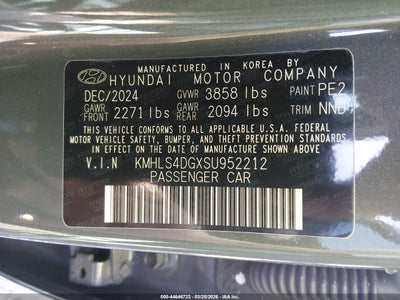 MANUFACTURED IN KOREA BY
HYUNDAI MOTOR COMPANY
DEC/2024 GVWR 3858 lbs PAINT PE2
GAWR FRONT 2271 lbs GAWR REAR 2094 lbs TRIM NNB
THIS VEHICLE CONFORMS TO ALL APPLICABLE U.S.
FEDERAL MOTOR VEHICLE SAFETY, BUMPER, AND
THEFT PREVENTION STANDARDS IN EFFECT ON THE
DATE OF MANUFACTURE SHOWN ABOVE.
V.I.N KMHLS4DGXSU952212
PASSENGER CAR
000-44646722 — 03/20/2026 — IAA Inc.